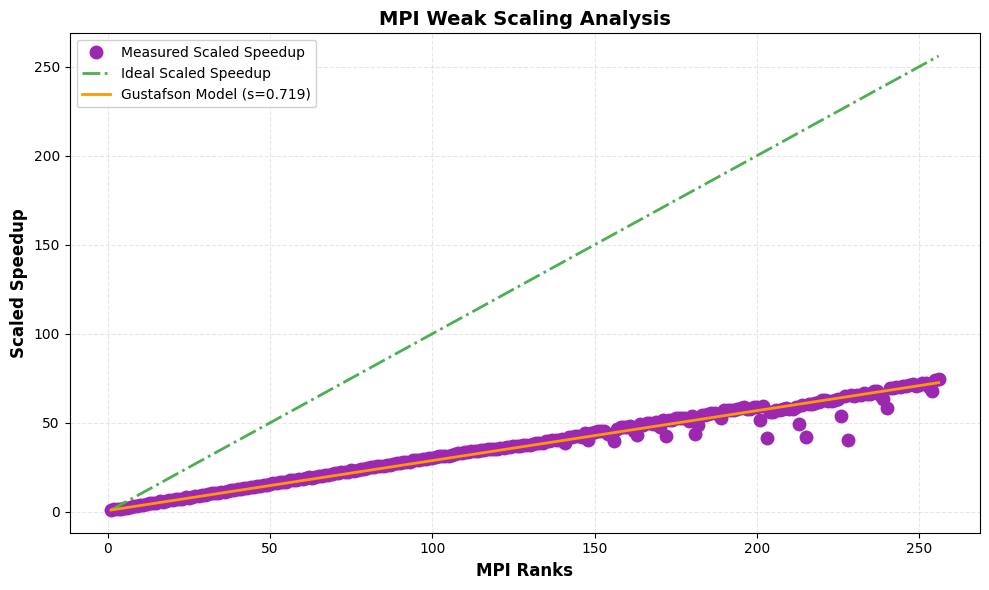 MPI Weak Scaling Analysis
Measured Scaled Speedup
Ideal Scaled Speedup
Gustafson Model (s=0.719)
Scaled Speedup
250
200
150
100
50
0
0 50 100 150 200 250
MPI Ranks